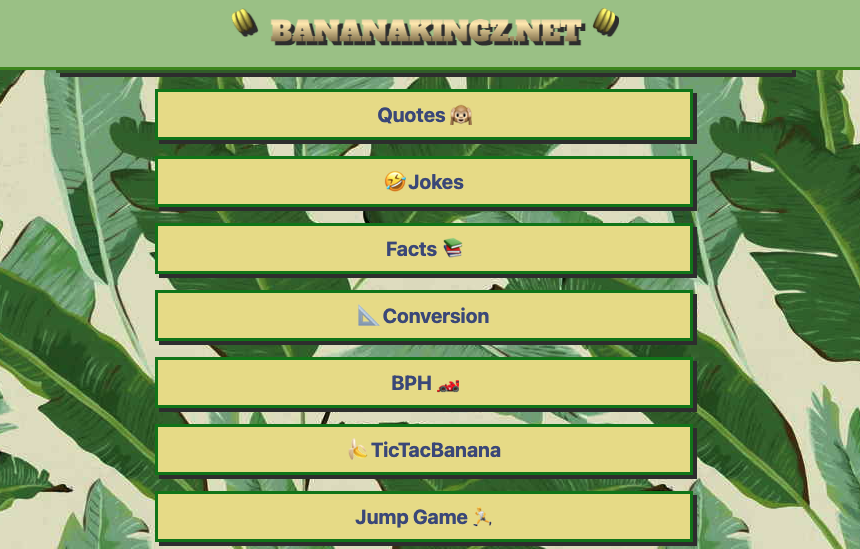 BANANAKINGZ.NET
Quotes 🙉
🤣Jokes
Facts 📚
📐Conversion
BPH 🏎️
🍌TicTacBanana
Jump Game 🏃